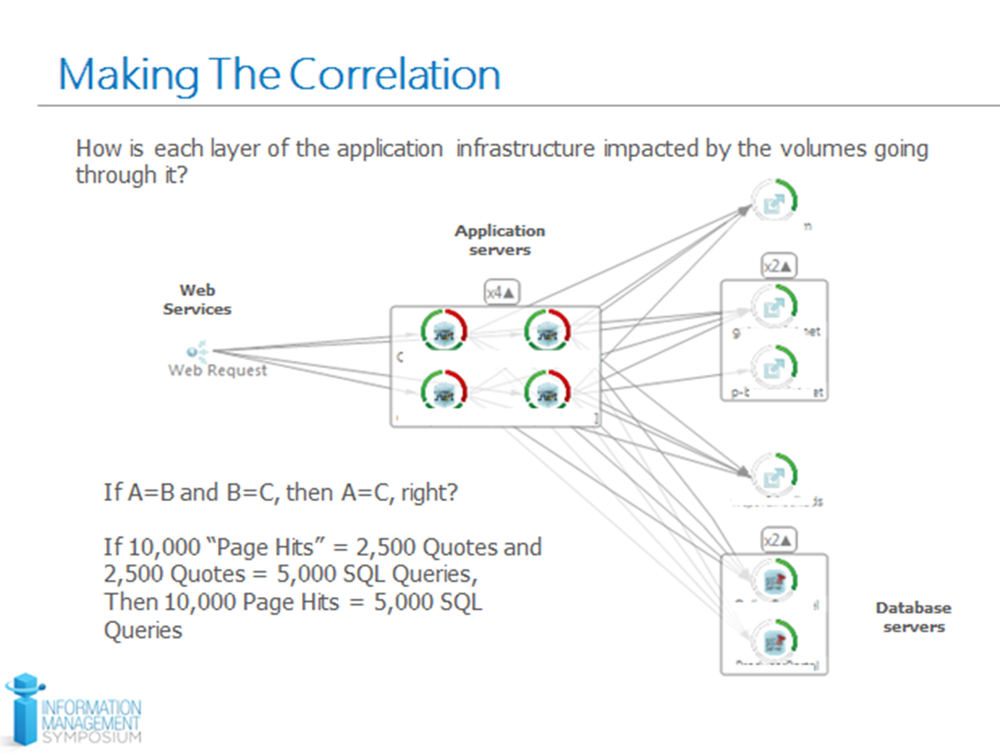 Making The Correlation
How is each layer of the application infrastructure impacted by the volumes going
through it?
Application
servers
Web
Services
x4▲
x2▲
Web Request
net
If A=B and B=C, then A=C, right?
If 10,000 “Page Hits” = 2,500 Quotes and
2,500 Quotes = 5,000 SQL Queries,
Then 10,000 Page Hits = 5,000 SQL
Queries
x2▲
Database
servers
INFORMATION
MANAGEMENT
SYMPOSIUM